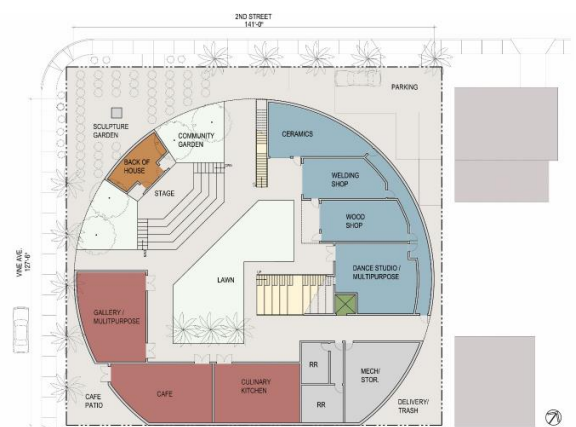 2ND STREET
141'-0"
PARKING
SCULPTURE
GARDEN
COMMUNITY
GARDEN
CERAMICS
BACK OF
HOUSE
STAGE
WELDING
SHOP
WOOD
SHOP
VINE AVE.
127'-6"
LAWN
DANCE STUDIO /
MULTIPURPOSE
GALLERY /
MULITPURPOSE
CAFE
PATIO
CAFE
CULINARY
KITCHEN
RR
RR
MECH/
STOR.
DELIVERY/
TRASH